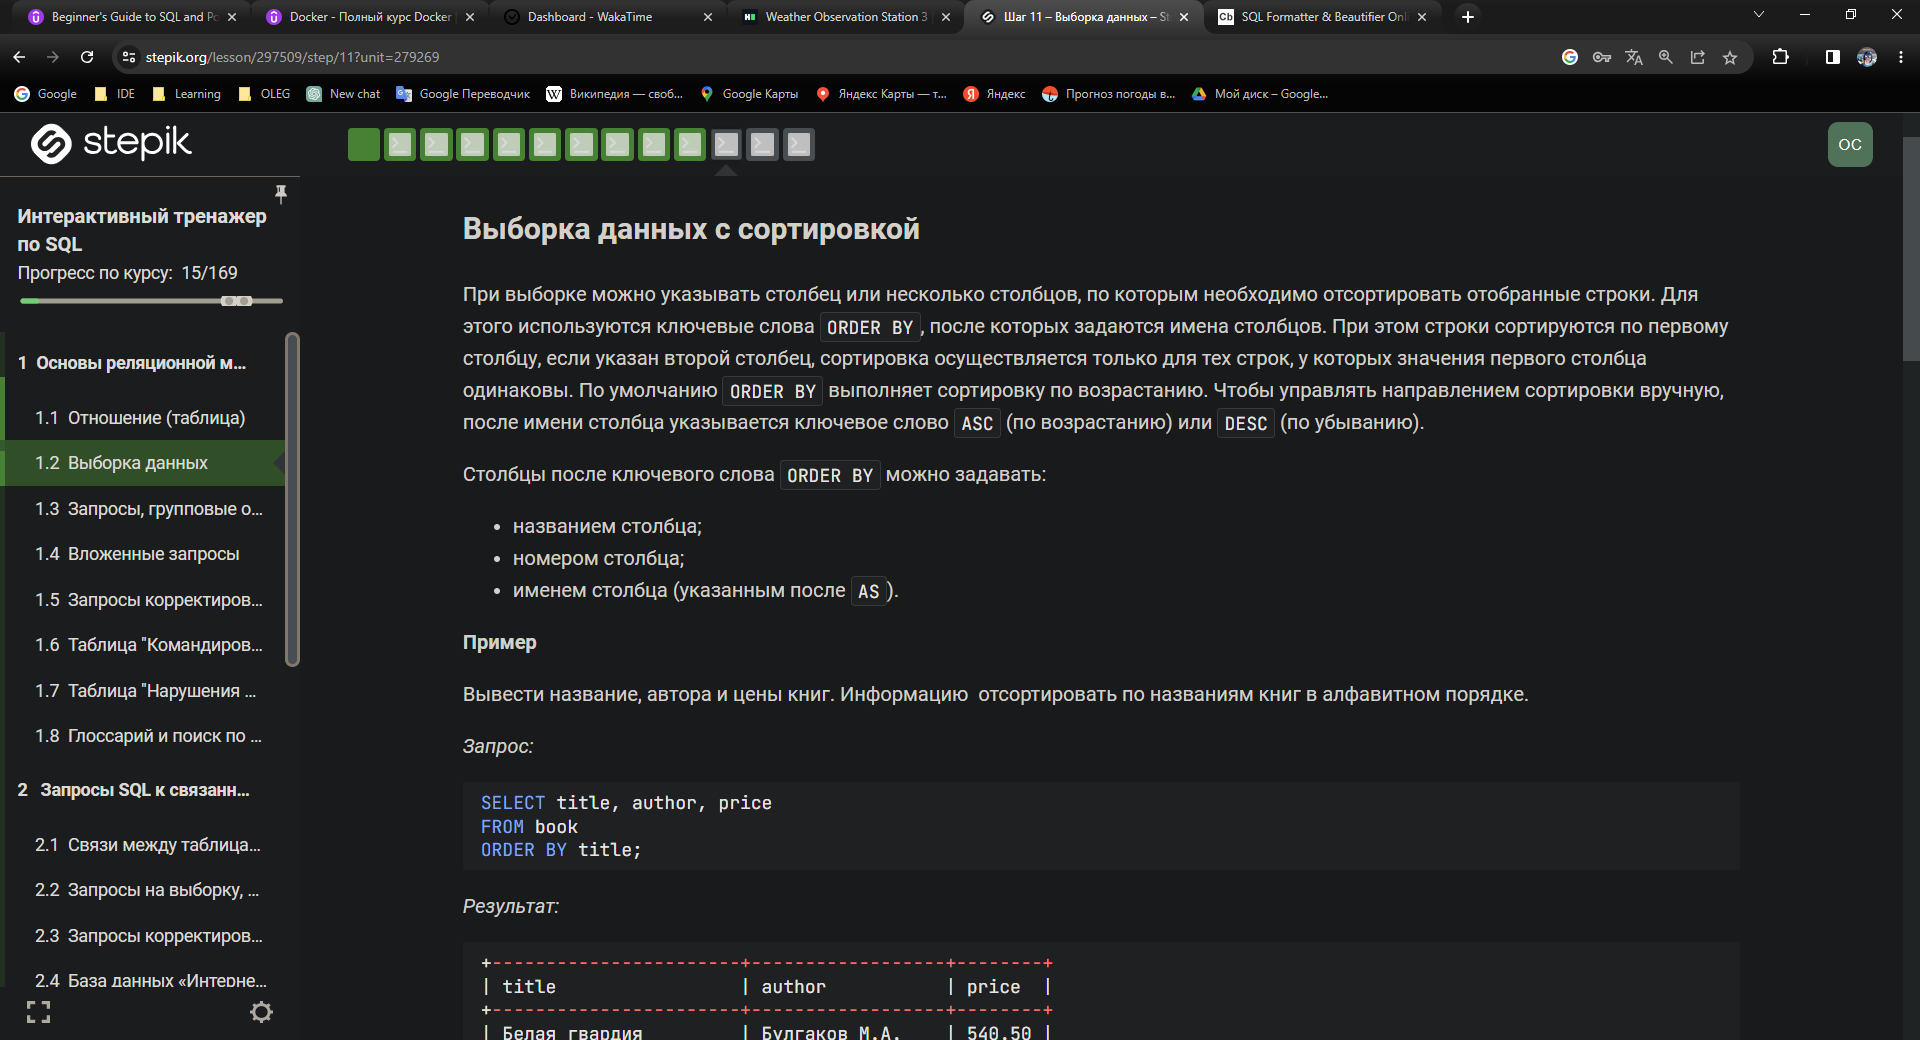 Beginner's Guide to SQL and Po
Docker - Полный курс Docker
Dashboard - WakaTime
Weather Observation Station 3
Шаг 11 – Выборка данных – St
SQL Formatter & Beautifier Onli
stepik.org/lesson/297509/step/11?unit=279269
Google
IDE
Learning
OLEG
New chat
Google Переводчик
Википедия — своб...
Google Карты
Яндекс Карты — т...
Яндекс
Прогноз погоды в...
Мой диск – Google...
stepik
OC
Интерактивный тренажер
по SQL
Прогресс по курсу: 15/169
1 Основы реляционной м...
1.1 Отношение (таблица)
1.2 Выборка данных
1.3 Запросы, групповые о...
1.4 Вложенные запросы
1.5 Запросы корректиров...
1.6 Таблица "Командиров...
1.7 Таблица "Нарушения ...
1.8 Глоссарий и поиск по ...
2 Запросы SQL к связанн...
2.1 Связи между таблица...
2.2 Запросы на выборку, ...
2.3 Запросы корректиров...
2.4 База данных «Интерне...
Выборка данных с сортировкой
При выборке можно указывать столбец или несколько столбцов, по которым необходимо отсортировать отобранные строки. Для
этого используются ключевые слова ORDER BY, после которых задаются имена столбцов. При этом строки сортируются по первому
столбцу, если указан второй столбец, сортировка осуществляется только для тех строк, у которых значения первого столбца
одинаковы. По умолчанию ORDER BY выполняет сортировку по возрастанию. Чтобы управлять направлением сортировки вручную,
после имени столбца указывается ключевое слово ASC (по возрастанию) или DESC (по убыванию).
Столбцы после ключевого слова ORDER BY можно задавать:
• названием столбца;
• номером столбца;
• именем столбца (указанным после AS).
Пример
Вывести название, автора и цены книг. Информацию отсортировать по названиям книг в алфавитном порядке.
Запрос:
SELECT title, author, price
FROM book
ORDER BY title;
Результат:
+-----------------------+------------------+--------+
| title | author | price |
+-----------------------+------------------+--------+
| Белая гвардия | Булгаков М.А. | 540.50 |